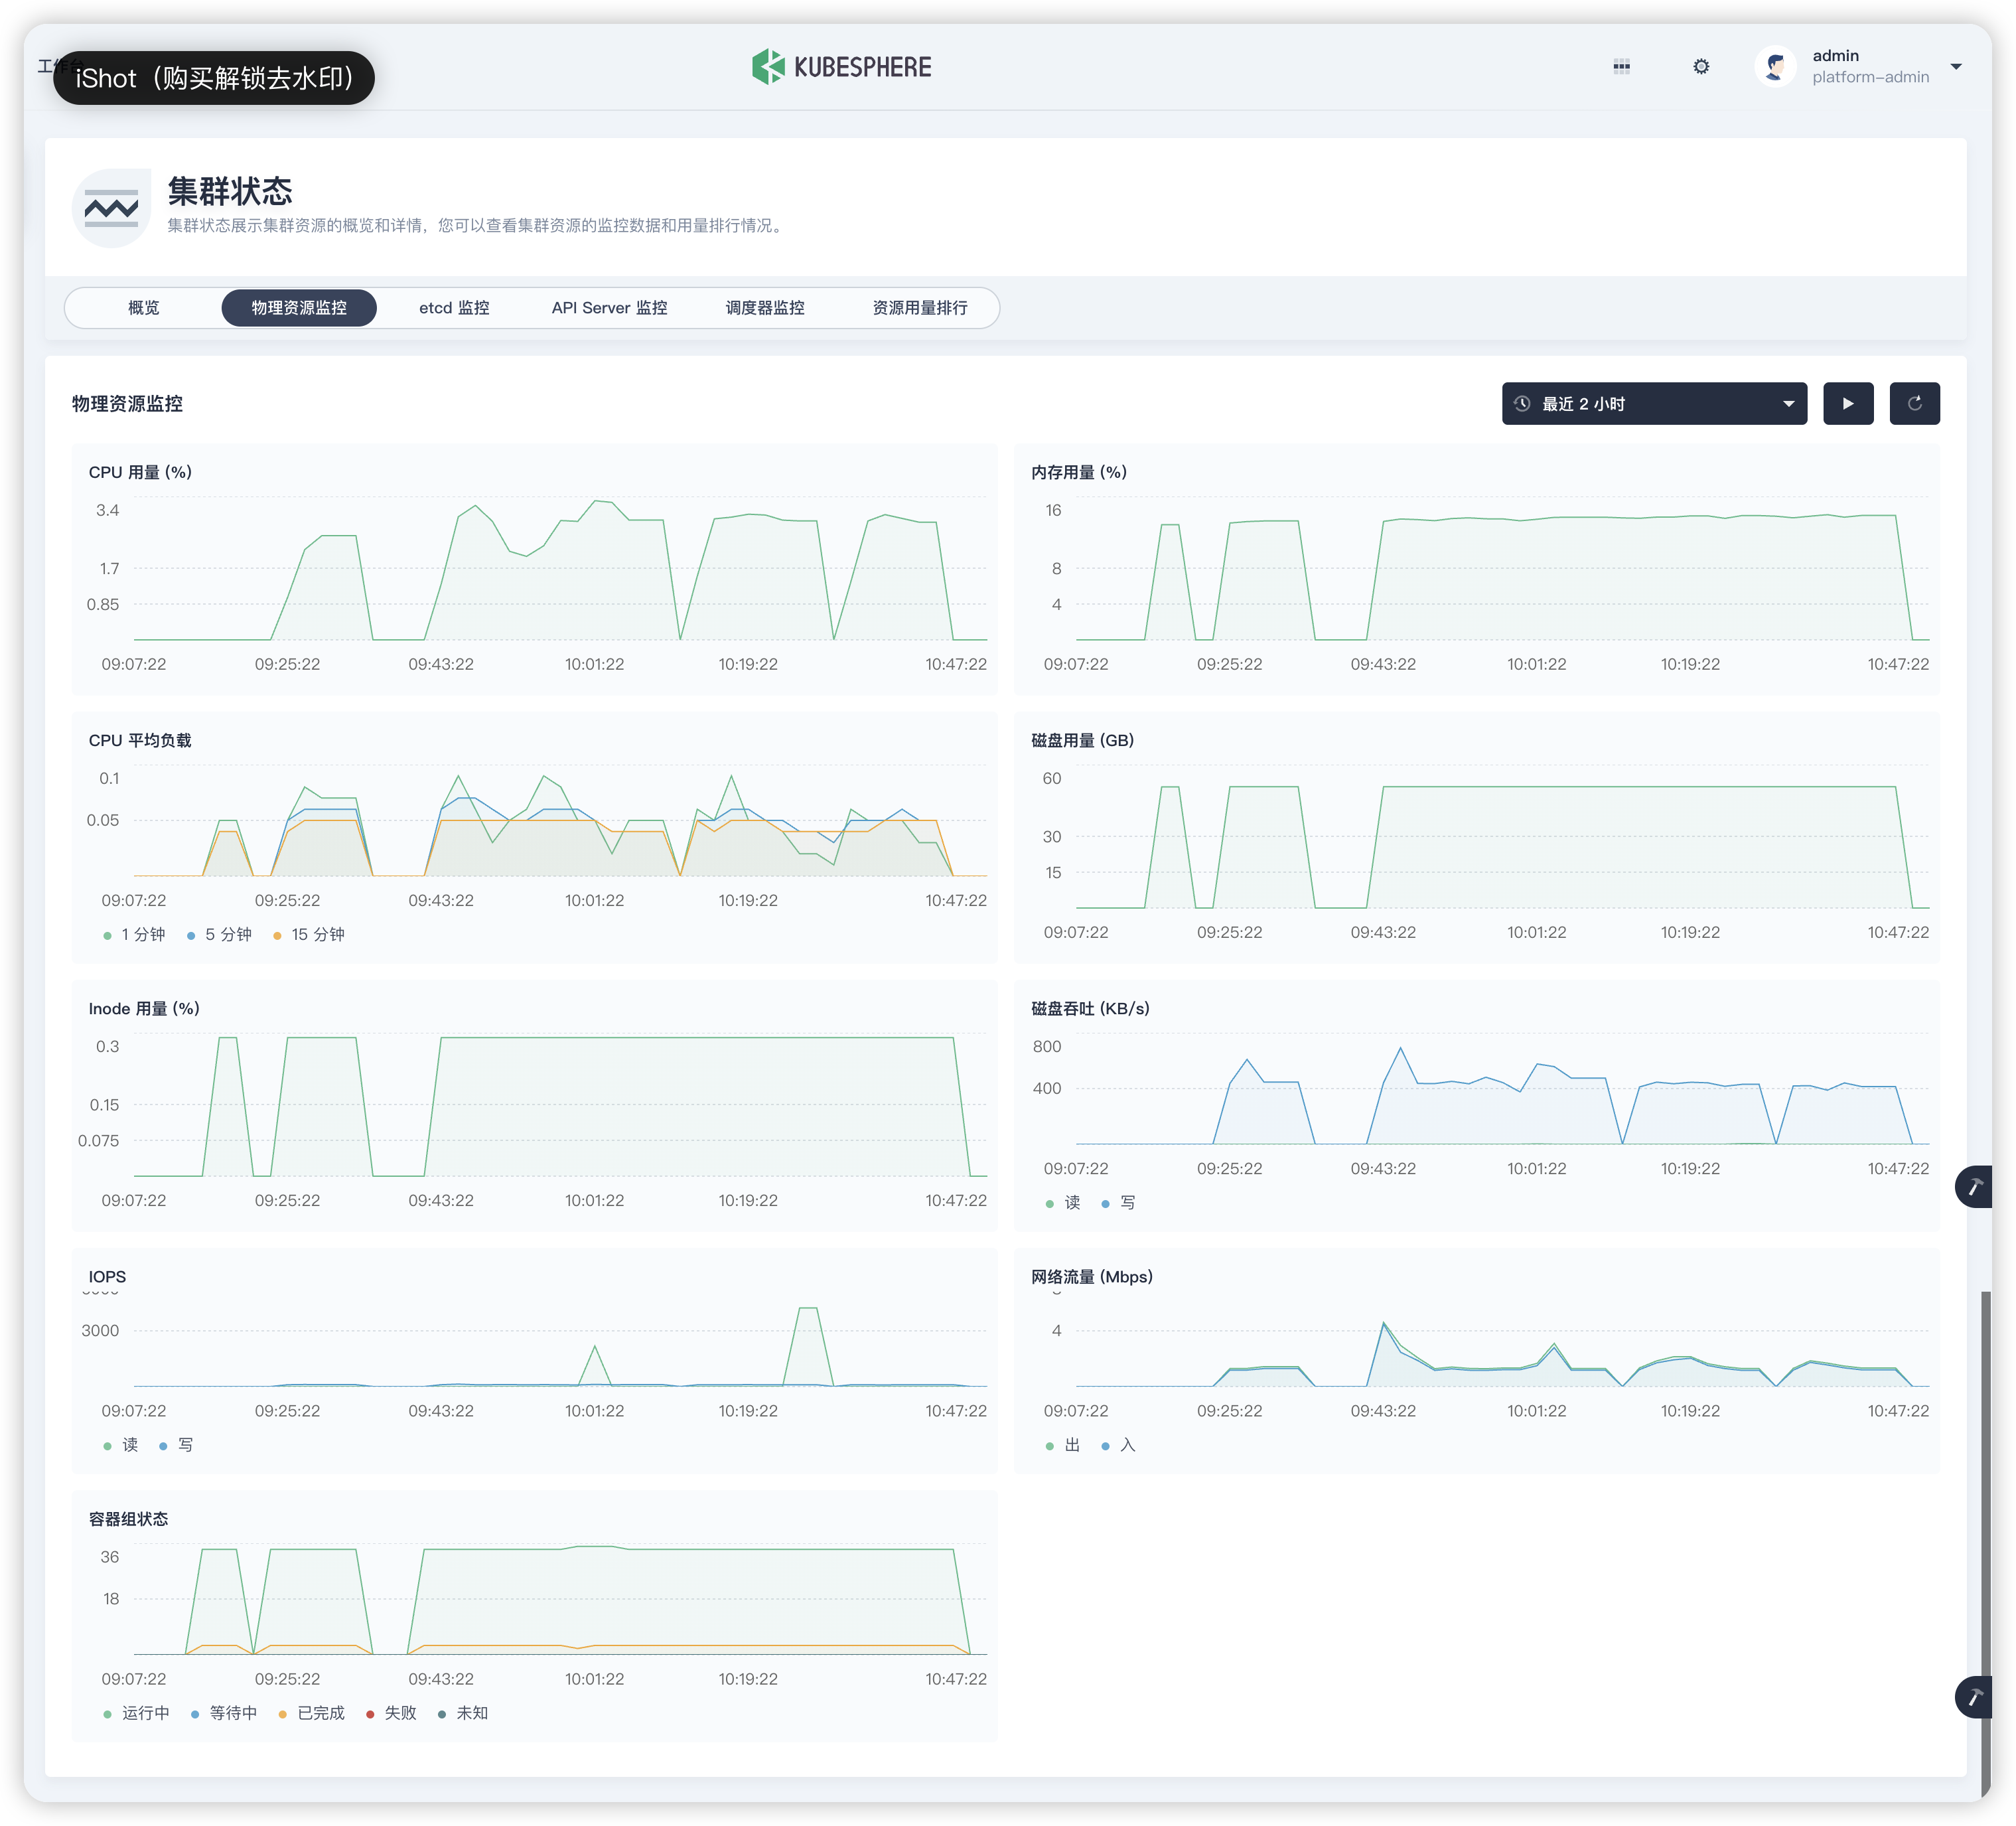 iShot（购买解锁去水印）
KUBESPHERE
admin
platform-admin
集群状态
集群状态展示集群资源的概览和详情，您可以查看集群资源的监控数据和用量排行情况。
概览 物理资源监控 etcd 监控 API Server 监控 调度器监控 资源用量排行
物理资源监控
最近 2 小时
CPU 用量 (%)
3.4
1.7
0.85
09:07:22 09:25:22 09:43:22 10:01:22 10:19:22 10:47:22
内存用量 (%)
16
8
4
09:07:22 09:25:22 09:43:22 10:01:22 10:19:22 10:47:22
CPU 平均负载
0.1
0.05
09:07:22 09:25:22 09:43:22 10:01:22 10:19:22 10:47:22
1 分钟 5 分钟 15 分钟
磁盘用量 (GB)
60
30
15
09:07:22 09:25:22 09:43:22 10:01:22 10:19:22 10:47:22
Inode 用量 (%)
0.3
0.15
0.075
09:07:22 09:25:22 09:43:22 10:01:22 10:19:22 10:47:22
磁盘吞吐 (KB/s)
800
400
09:07:22 09:25:22 09:43:22 10:01:22 10:19:22 10:47:22
读 写
IOPS
3000
09:07:22 09:25:22 09:43:22 10:01:22 10:19:22 10:47:22
读 写
网络流量 (Mbps)
4
09:07:22 09:25:22 09:43:22 10:01:22 10:19:22 10:47:22
出 入
容器组状态
36
18
09:07:22 09:25:22 09:43:22 10:01:22 10:19:22 10:47:22
运行中 等待中 已完成 失败 未知